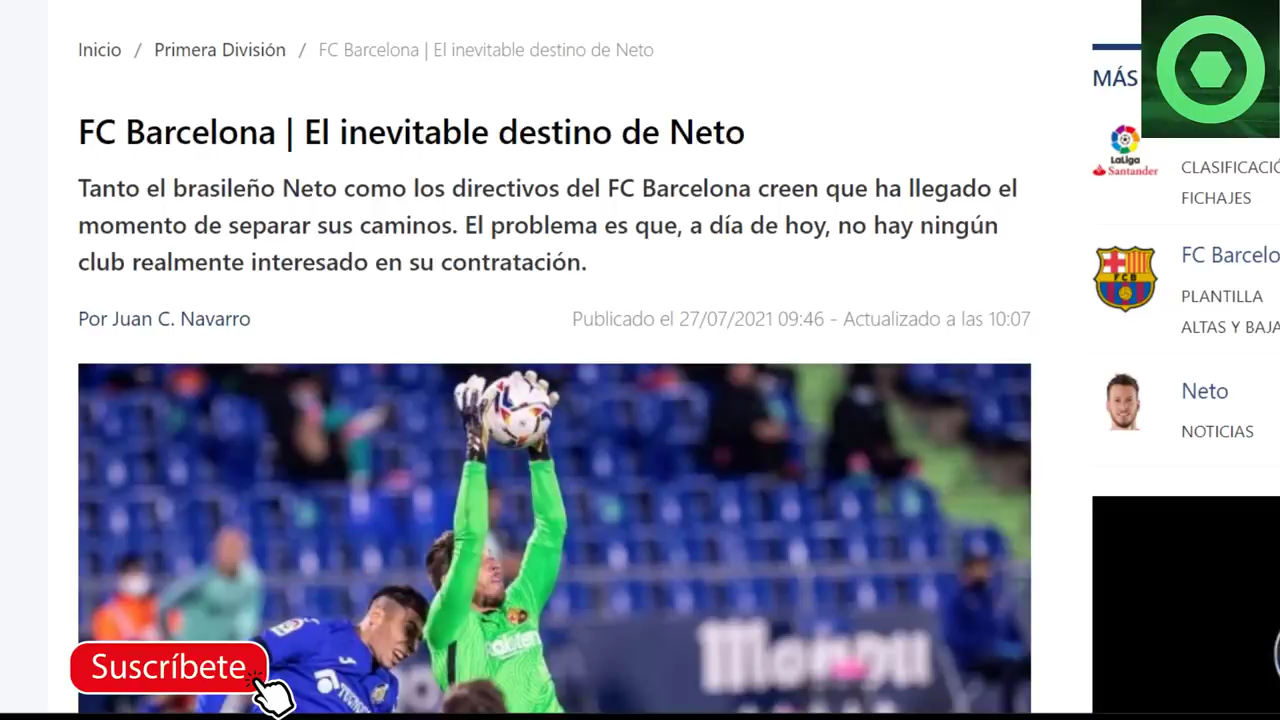 Inicio / Primera División / FC Barcelona | El inevitable destino de Neto
FC Barcelona | El inevitable destino de Neto
Tanto el brasileño Neto como los directivos del FC Barcelona creen que ha llegado el
momento de separar sus caminos. El problema es que, a día de hoy, no hay ningún
club realmente interesado en su contratación.
Por Juan C. Navarro
Publicado el 27/07/2021 09:46 - Actualizado a las 10:07
MÁS
LaLiga
Santander
CLASIFICACIÓ
FICHAJES
FCB
FC Barcelo
PLANTILLA
ALTAS Y BAJA
Neto
NOTICIAS
Rakuten
Suscríbete